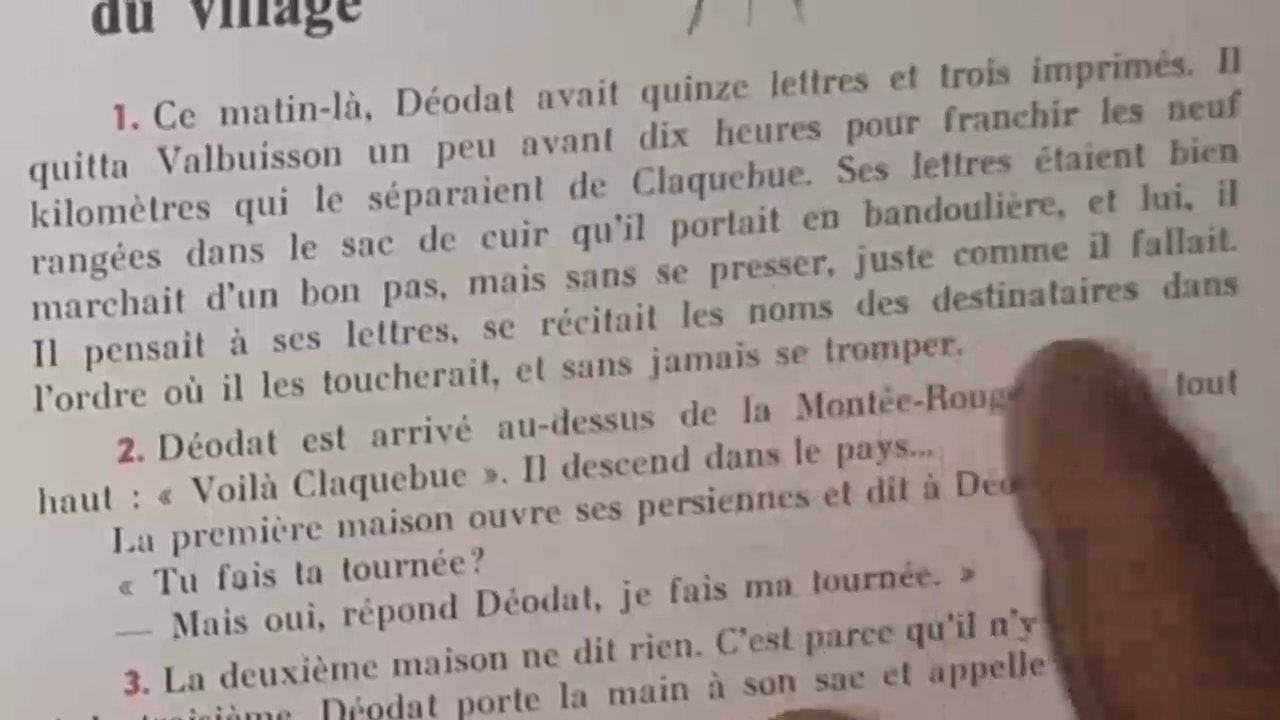 du village
1. Ce matin-là, Déodat avait quinze lettres et trois imprimés. Il
quitta Valbuisson un peu avant dix heures pour franchir les neuf
kilomètres qui le séparaient de Claquebue. Ses lettres étaient bien
rangées dans le sac de cuir qu'il portait en bandoulière, et lui, il
marchait d'un bon pas, mais sans se presser, juste comme il fallait.
Il pensait à ses lettres, se récitait les noms des destinataires dans
l'ordre où il les toucherait, et sans jamais se tromper.
2. Déodat est arrivé au-dessus de la tout
haut : « Voilà Claquebue ». Il descend dans le pays...
La première maison ouvre ses persiennes et dit à
« Tu fais ta tournée?
— Mais oui, répond Déodat, je fais ma tournée. »
3. La deuxième maison ne dit rien. C'est parce qu'il n'y
Déodat porte la main à son sac et appelle